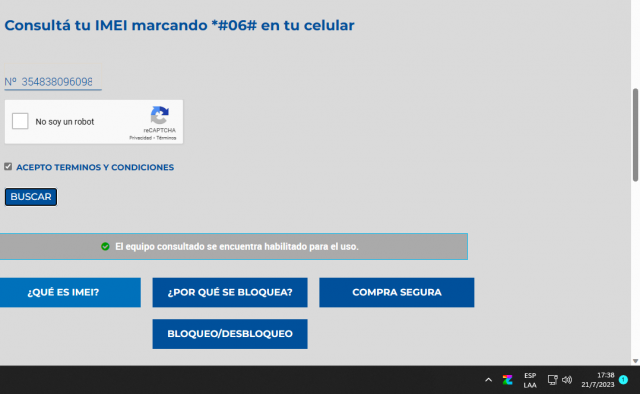 Consultá tu IMEI marcando *#06# en tu celular
Nº 354838096098
No soy un robot
reCAPTCHA
Privacidad - Términos
ACEPTO TERMINOS Y CONDICIONES
BUSCAR
El equipo consultado se encuentra habilitado para el uso.
¿QUÉ ES IMEI?
¿POR QUÉ SE BLOQUEA?
COMPRA SEGURA
BLOQUEO/DESBLOQUEO
ESP
LAA
17:38
21/7/2023
1